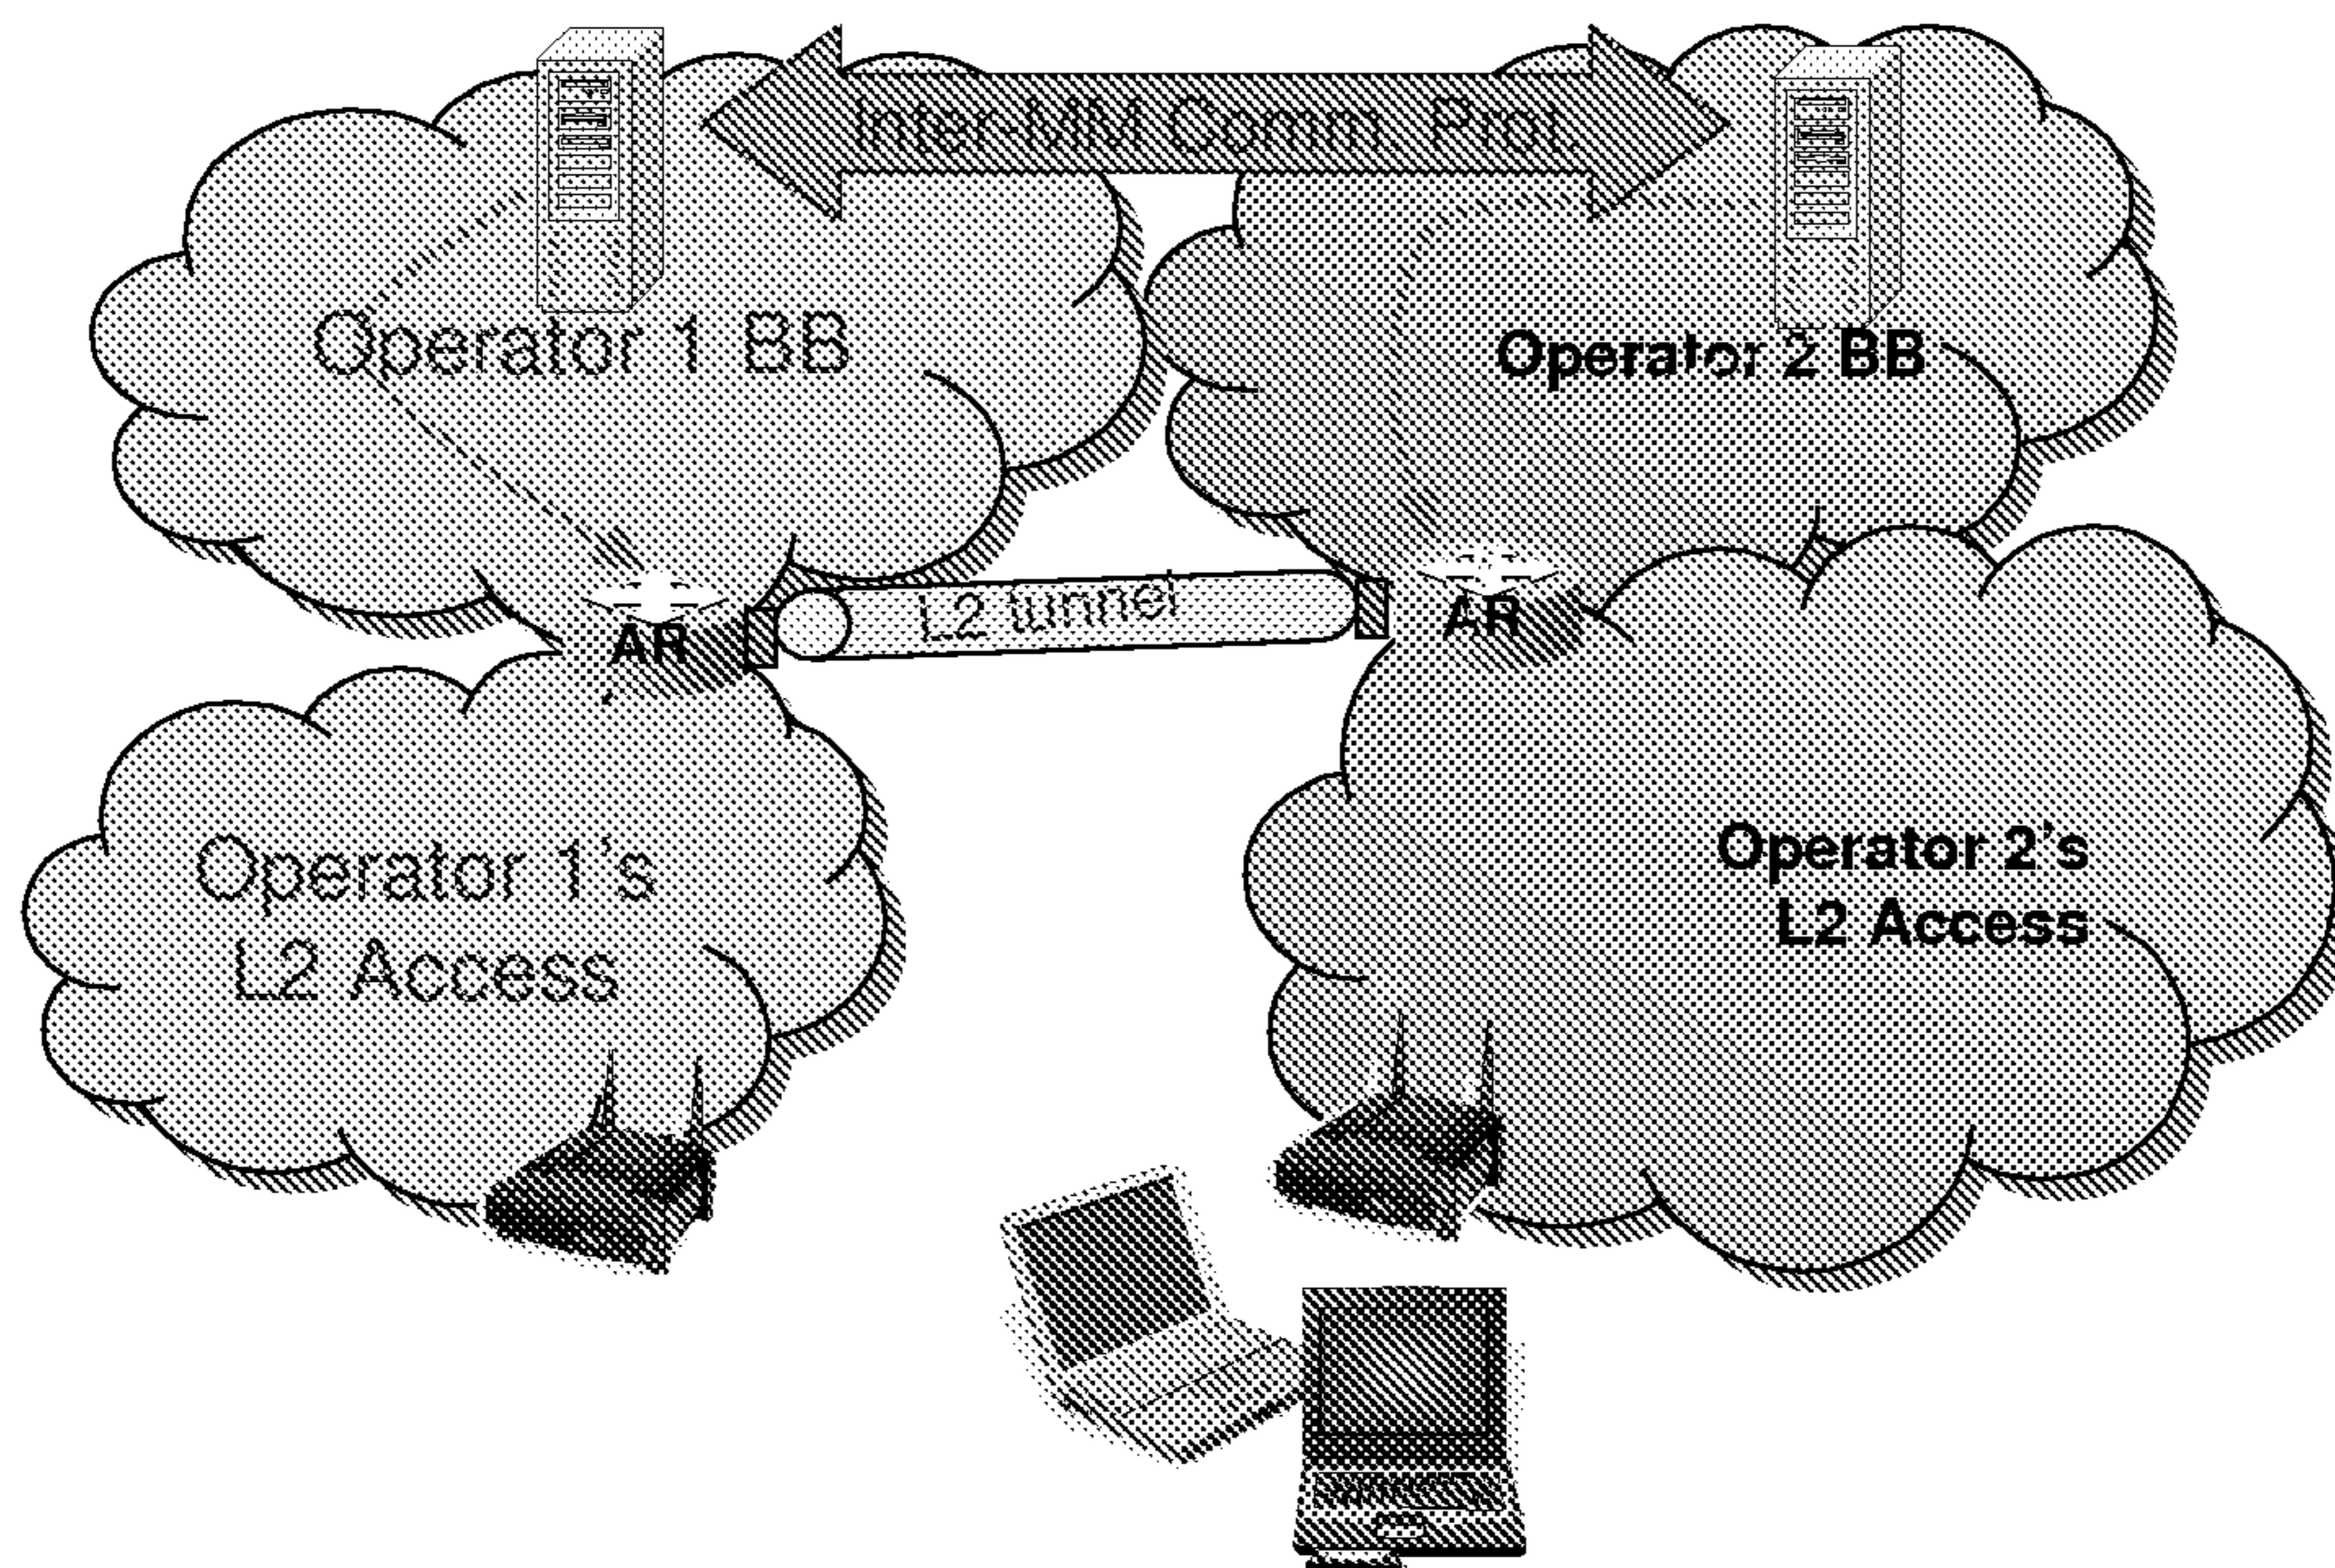 Inter-MM Comm. Prot.
Operator 1 BB
Operator 2 BB
L2 tunnel
AR
AR
Operator 1's
L2 Access
Operator 2's
L2 Access